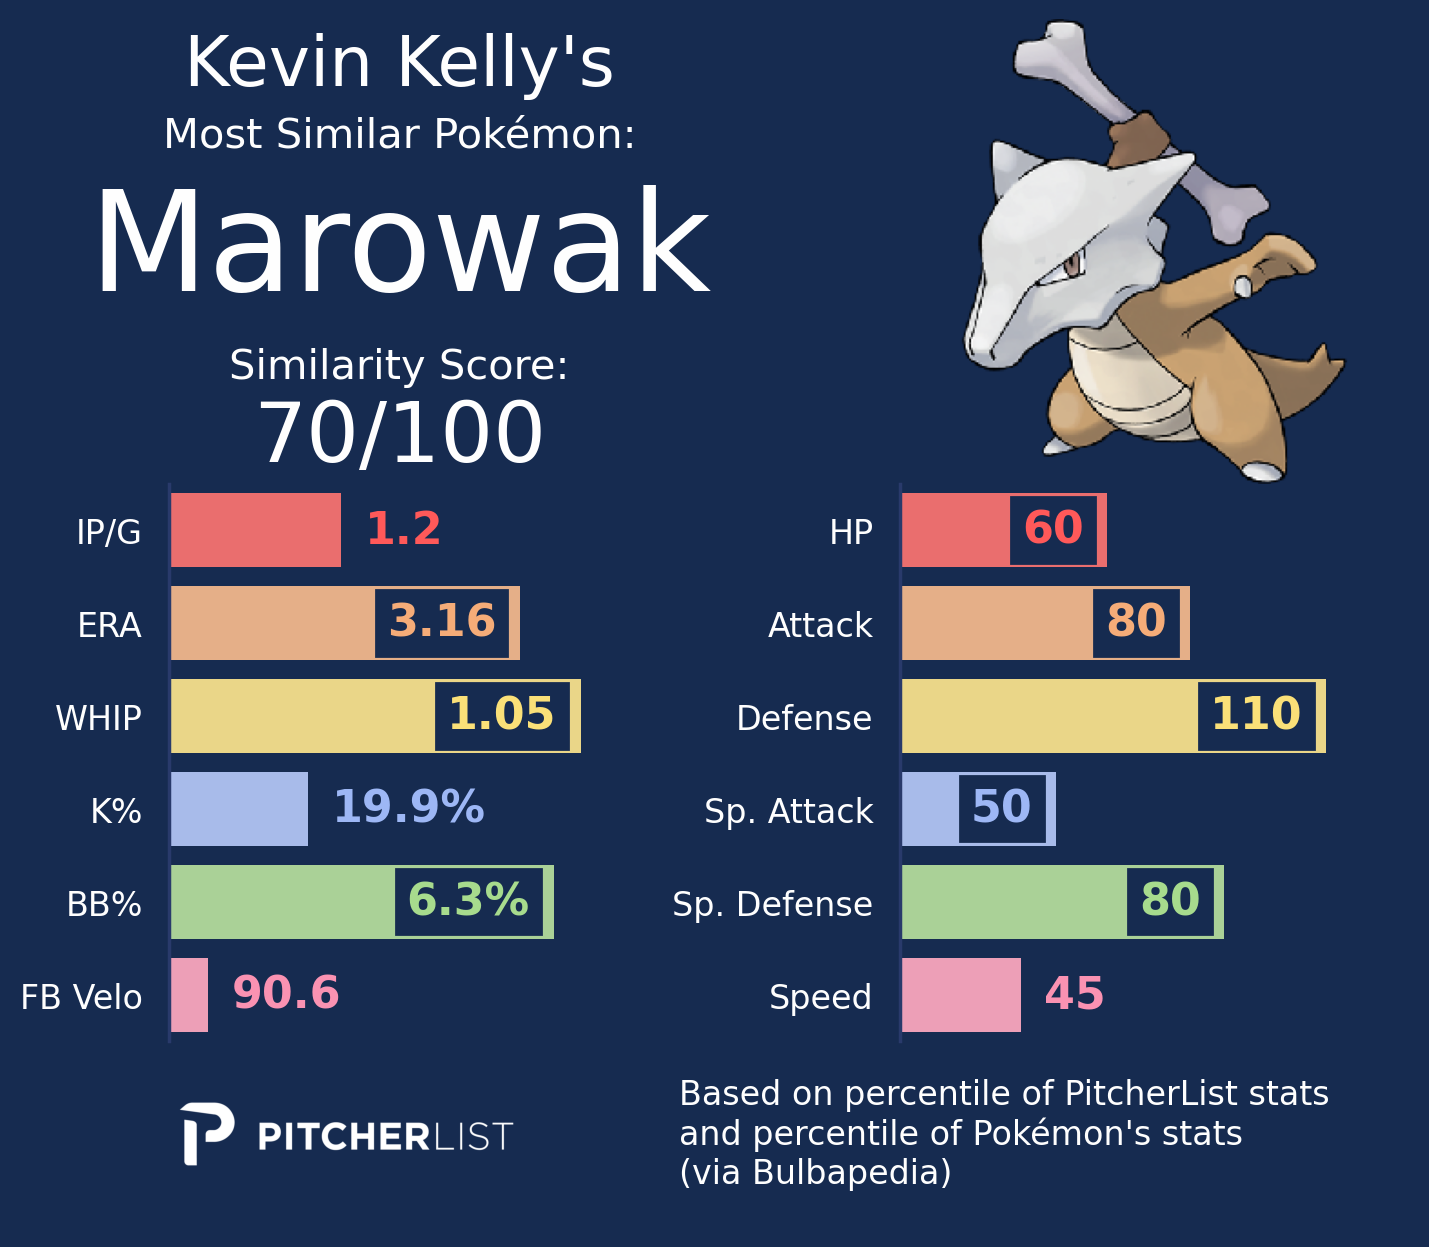 Kevin Kelly's
Most Similar Pokémon:
Marowak
Similarity Score:
70/100
IP/G 1.2
ERA 3.16
WHIP 1.05
K% 19.9%
BB% 6.3%
FB Velo 90.6
HP 60
Attack 80
Defense 110
Sp. Attack 50
Sp. Defense 80
Speed 45
PITCHERLIST
Based on percentile of PitcherList stats
and percentile of Pokémon's stats
(via Bulbapedia)